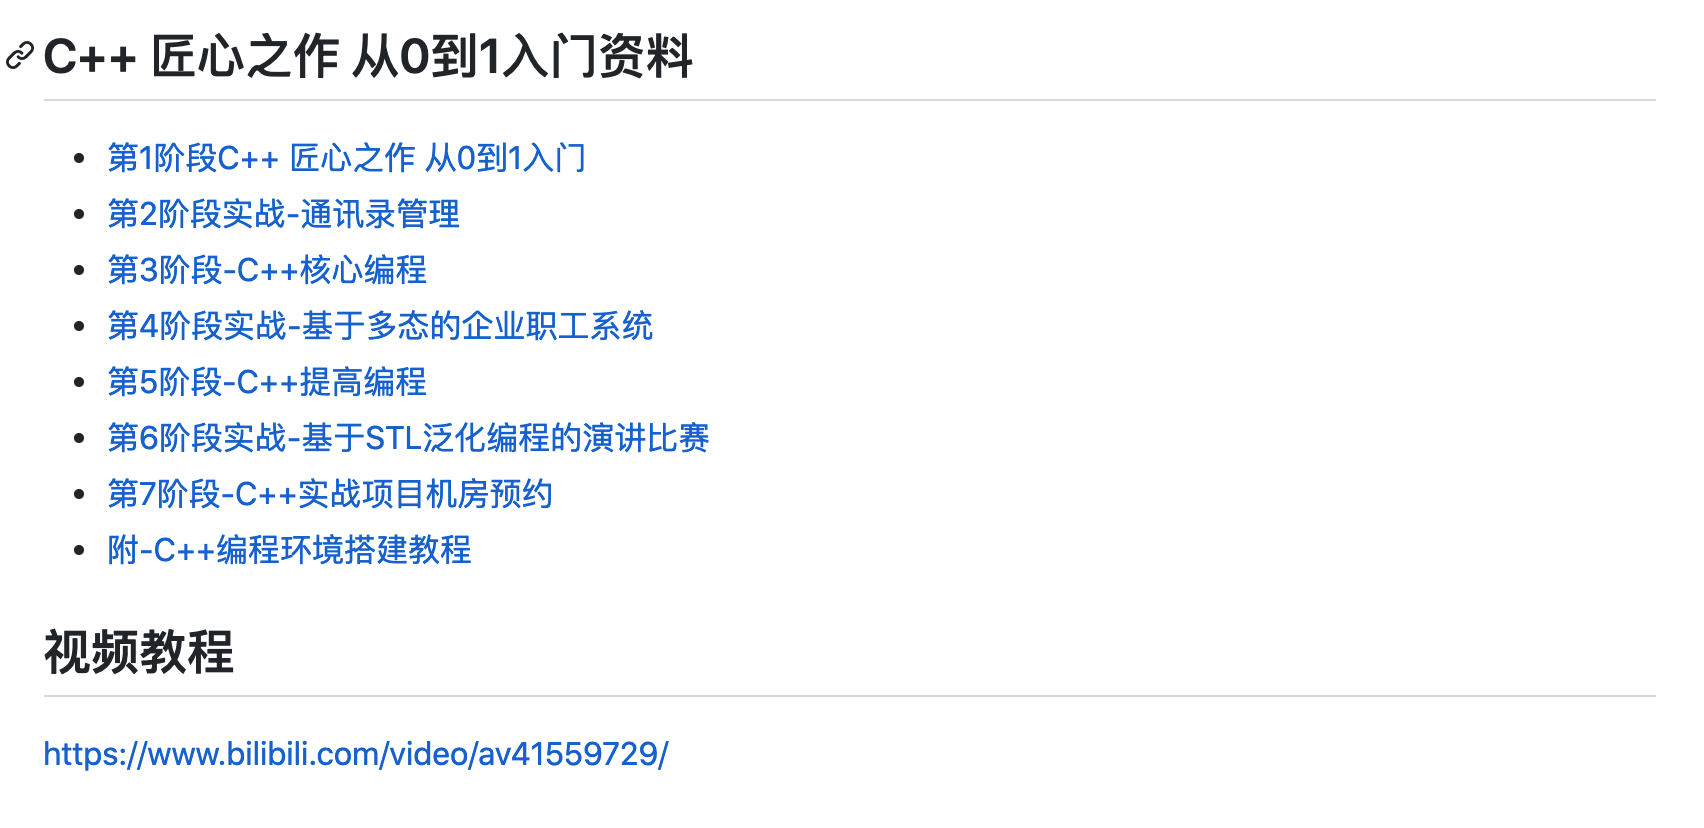 C++ 匠心之作 从0到1入门资料
第1阶段C++ 匠心之作 从0到1入门
第2阶段实战-通讯录管理
第3阶段-C++核心编程
第4阶段实战-基于多态的企业职工系统
第5阶段-C++提高编程
第6阶段实战-基于STL泛化编程的演讲比赛
第7阶段-C++实战项目机房预约
附-C++编程环境搭建教程
视频教程
https://www.bilibili.com/video/av41559729/